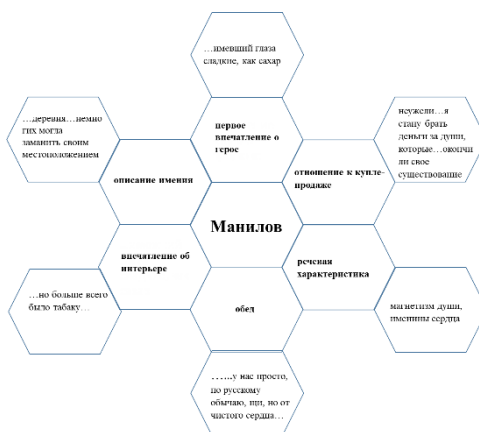 …имевший глаза
сладкие, как сахар
…деревня…немно
гих могла
заманить своим
местоположением
первое
впечатление о
герое
неужели…я
стану брать
деньги за души,
которые…окончи
ли свое
существование
описание имения
отношение к купле-
продаже
Манилов
впечатление об
интерьере
речевая
характеристика
…но больше всего
было табаку…
обед
магнетизм души,
именины сердца
…...у нас просто,
по русскому
обычаю, щи, но от
чистого сердца…